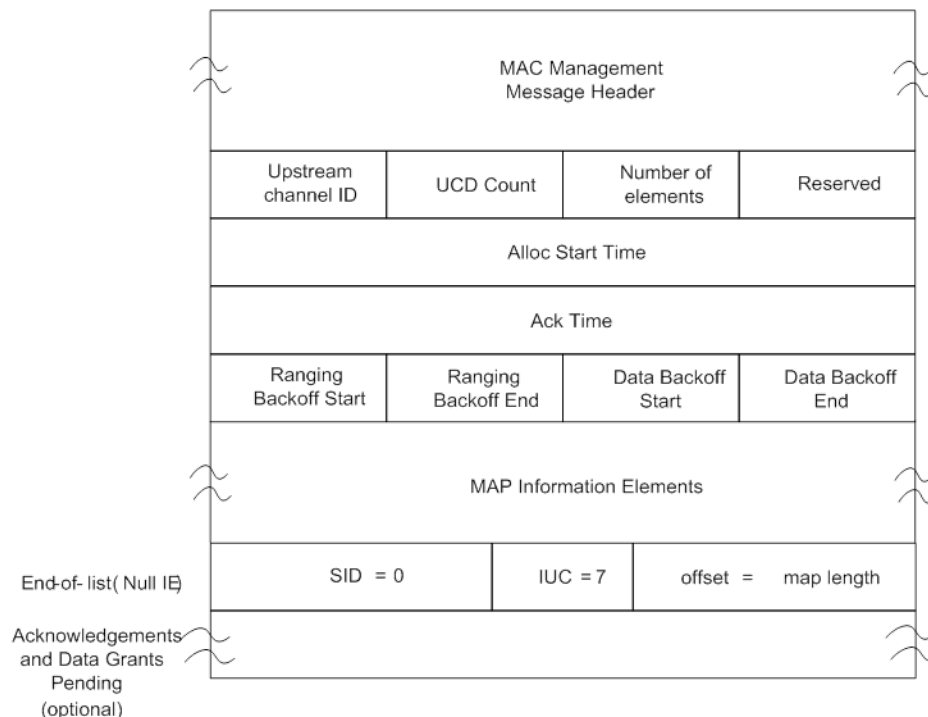 MAC Management
Message Header
Upstream
channel ID
UCD Count
Number of
elements
Reserved
Alloc Start Time
Ack Time
Ranging
Backoff Start
Ranging
Backoff End
Data Backoff
Start
Data Backoff
End
MAP Information Elements
End-of-list( Null IE)
SID = 0
IUC = 7
offset = map length
Acknowledgements
and Data Grants
Pending
(optional)